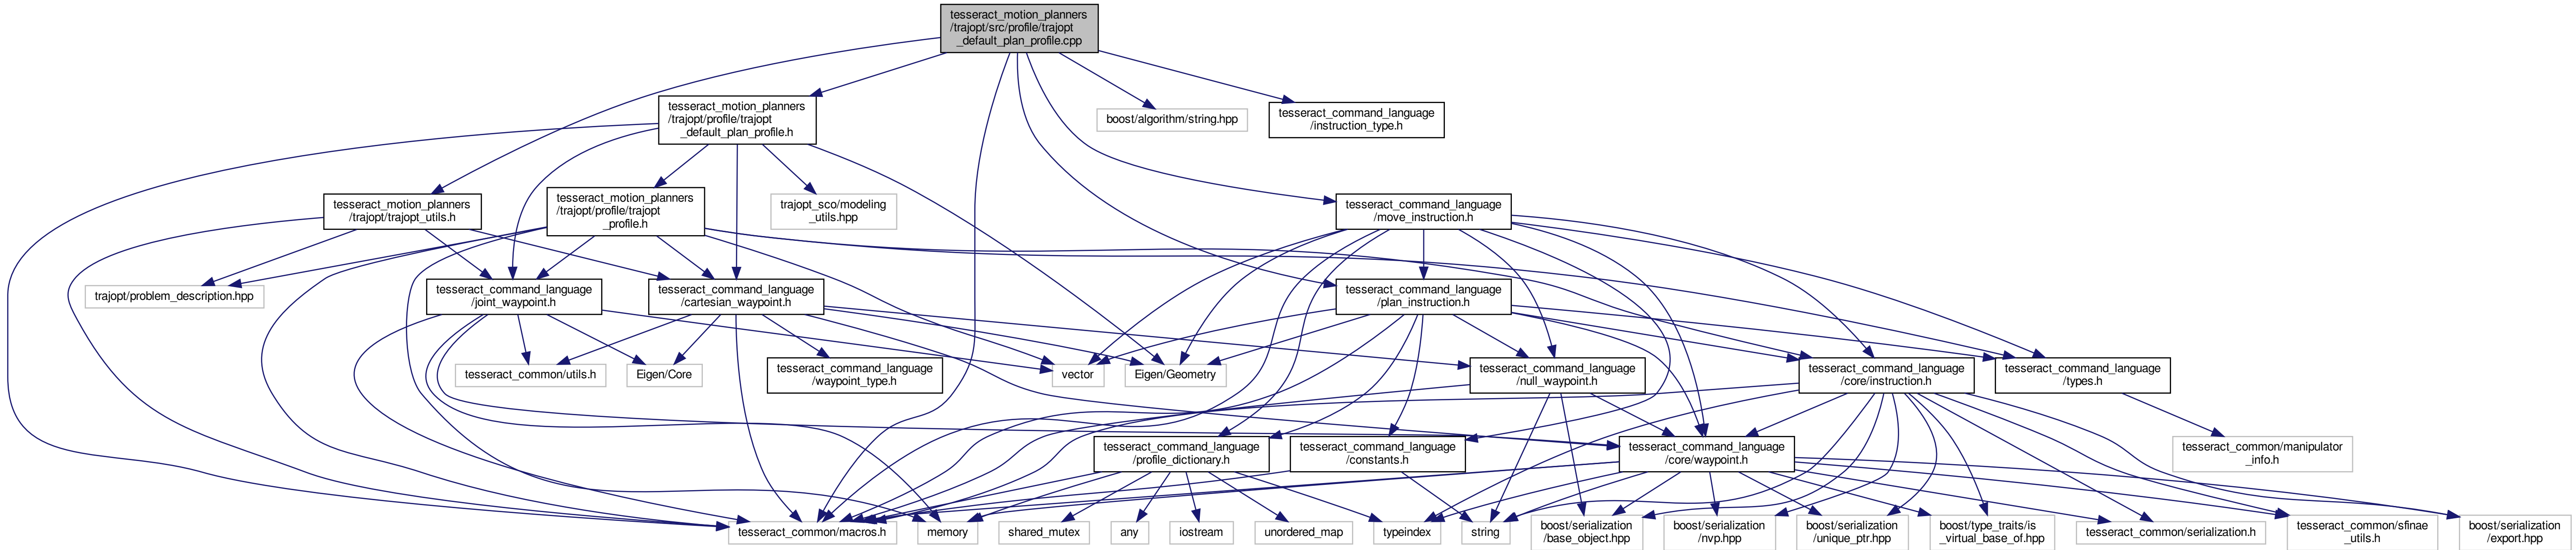 tesseract_motion_planners
/trajopt/src/profile/trajopt
_default_plan_profile.cpp
tesseract_motion_planners
/trajopt/profile/trajopt
_default_plan_profile.h
boost/algorithm/string.hpp
tesseract_command_language
/instruction_type.h
tesseract_motion_planners
/trajopt/trajopt_utils.h
tesseract_motion_planners
/trajopt/profile/trajopt
_profile.h
trajopt_sco/modeling
_utils.hpp
tesseract_command_language
/move_instruction.h
trajopt/problem_description.hpp
tesseract_command_language
/joint_waypoint.h
tesseract_command_language
/cartesian_waypoint.h
tesseract_command_language
/plan_instruction.h
tesseract_common/utils.h
Eigen/Core
tesseract_command_language
/waypoint_type.h
vector
Eigen/Geometry
tesseract_command_language
/null_waypoint.h
tesseract_command_language
/core/instruction.h
tesseract_command_language
/types.h
tesseract_command_language
/profile_dictionary.h
tesseract_command_language
/constants.h
tesseract_command_language
/core/waypoint.h
tesseract_common/manipulator
_info.h
tesseract_common/macros.h
memory
shared_mutex
any
iostream
unordered_map
typeindex
string
boost/serialization
/base_object.hpp
boost/serialization
/nvp.hpp
boost/serialization
/unique_ptr.hpp
boost/type_traits/is
_virtual_base_of.hpp
tesseract_common/serialization.h
tesseract_common/sfinae
_utils.h
boost/serialization
/export.hpp